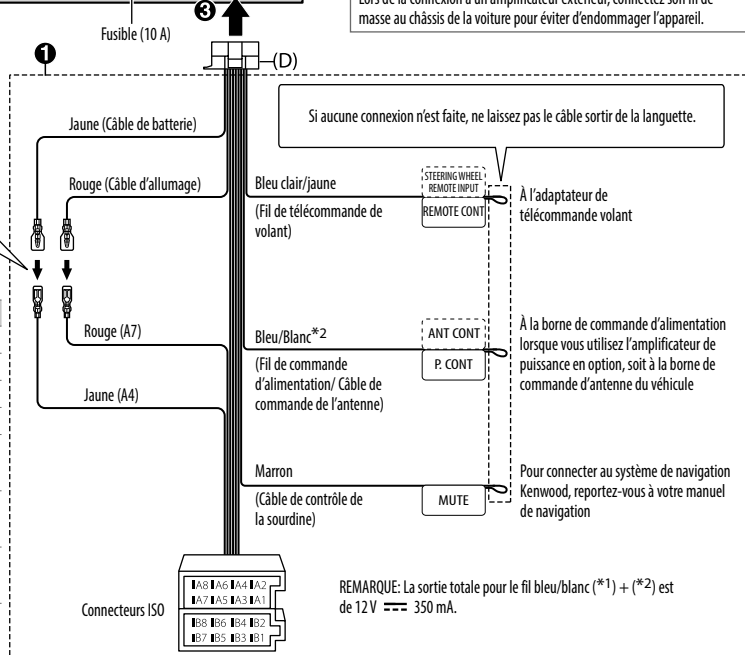 Lors de la connexion à un amplificateur extérieur, connectez son fil de
masse au châssis de la voiture pour éviter d'endommager l'appareil.
❸
Fusible (10 A)
❶
(D)
Si aucune connexion n'est faite, ne laissez pas le câble sortir de la languette.
Jaune (Câble de batterie)
Rouge (Câble d'allumage)
Bleu clair/jaune
(Fil de télécommande de
volant)
STEERING WHEEL
REMOTE INPUT
REMOTE CONT
À l'adaptateur de
télécommande volant
Rouge (A7)
Jaune (A4)
Bleu/Blanc*2
(Fil de commande
d'alimentation/ Câble de
commande de l'antenne)
ANT CONT
P. CONT
À la borne de commande d'alimentation
lorsque vous utilisez l'amplificateur de
puissance en option, soit à la borne de
commande d'antenne du véhicule
Marron
(Câble de contrôle de
la sourdine)
MUTE
Pour connecter au système de navigation
Kenwood, reportez-vous à votre manuel
de navigation
Connecteurs ISO
A8 A6 A4 A2
A7 A5 A3 A1
B8 B6 B4 B2
B7 B5 B3 B1
REMARQUE: La sortie totale pour le fil bleu/blanc (*1) + (*2) est
de 12 V ⎓ 350 mA.